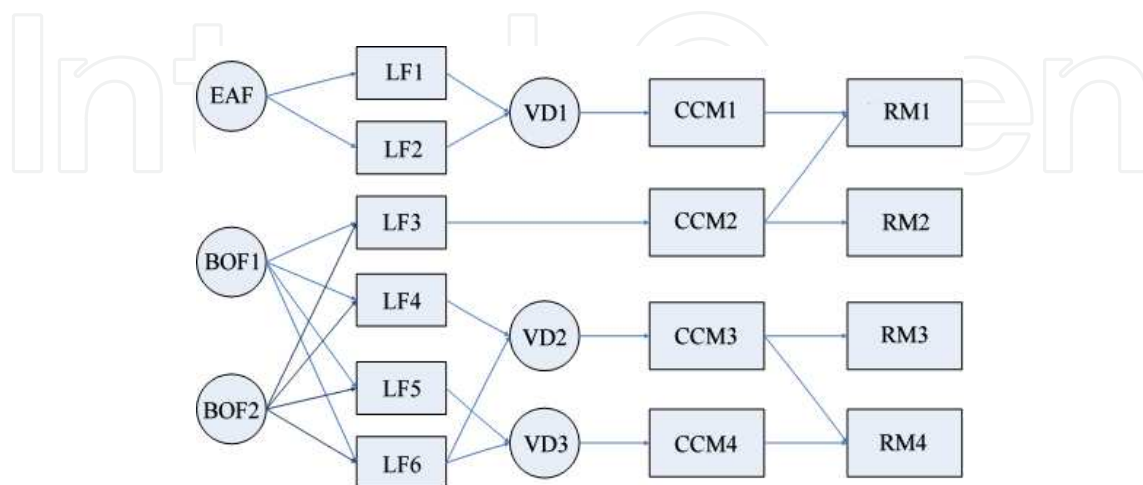 EAF
LF1
LF2
VD1
CCM1
RM1
BOF1
BOF2
LF3
LF4
LF5
LF6
CCM2
RM2
VD2
CCM3
RM3
VD3
CCM4
RM4